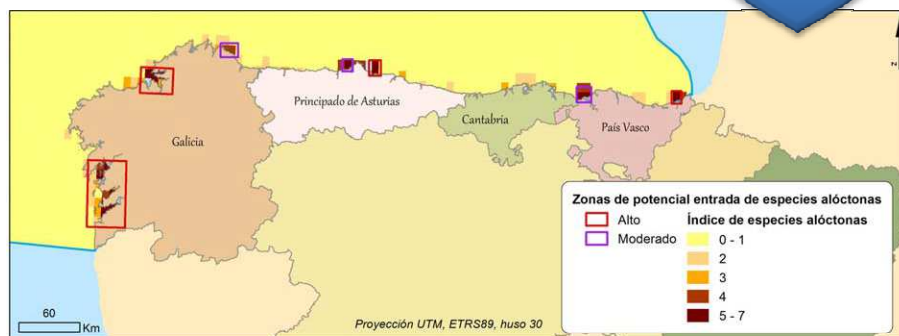 N
Principado de Asturias
Cantabria
País Vasco
Galicia
Zonas de potencial entrada de especies alóctonas
Alto
Índice de especies alóctonas
Moderado
0 - 1
2
3
4
5 - 7
60
Km
Proyección UTM, ETRS89, huso 30